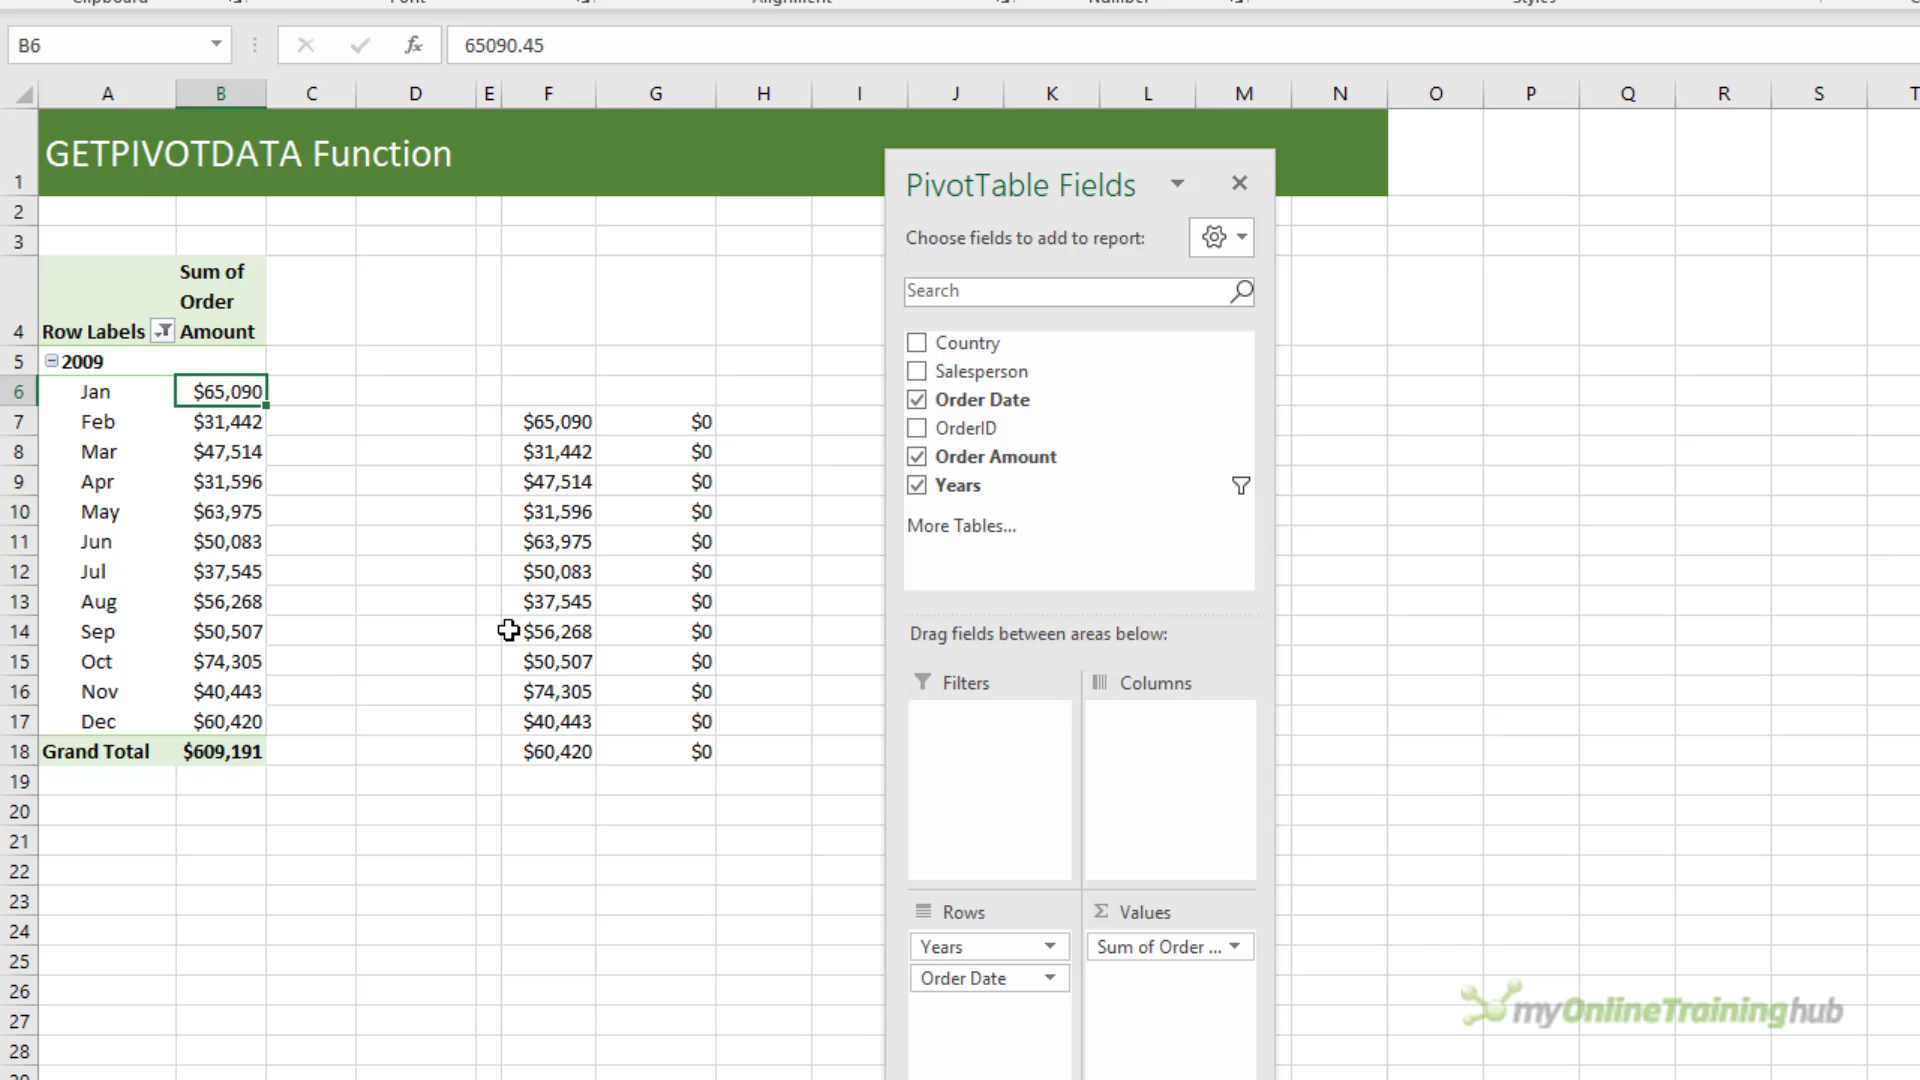 Clipboard Font Alignment Number Styles
B6 fx 65090.45
A B C D E F G H I J K L M N O P Q R S T
1 GETPIVOTDATA Function
2
3
4 Row Labels Sum of Order Amount
5 2009
6 Jan $65,090
7 Feb $31,442 $65,090 $0
8 Mar $47,514 $31,442 $0
9 Apr $31,596 $47,514 $0
10 May $63,975 $31,596 $0
11 Jun $50,083 $63,975 $0
12 Jul $37,545 $50,083 $0
13 Aug $56,268 $37,545 $0
14 Sep $50,507 $56,268 $0
15 Oct $74,305 $50,507 $0
16 Nov $40,443 $74,305 $0
17 Dec $60,420 $40,443 $0
18 Grand Total $609,191 $60,420 $0
19
20
21
22
23
24
25
26
27
28
29
PivotTable Fields
Choose fields to add to report:
Search
Country
Salesperson
Order Date
OrderID
Order Amount
Years
More Tables...
Drag fields between areas below:
Filters
Columns
Rows
Years
Order Date
Σ Values
Sum of Order ...
myOnlineTraininghub